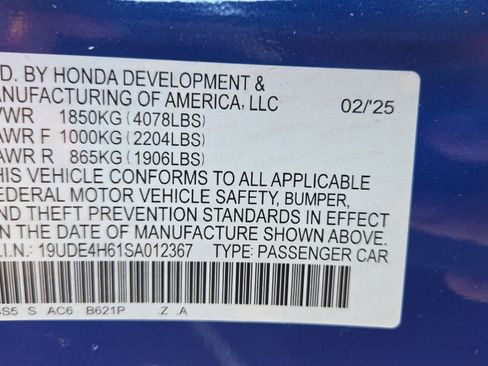 D. BY HONDA DEVELOPMENT &
ANUFACTURING OF AMERICA, LLC 02/'25
VWR 1850KG (4078LBS)
AWR F 1000KG (2204LBS)
AWR R 865KG (1906LBS)
HIS VEHICLE CONFORMS TO ALL APPLICABLE
EDERAL MOTOR VEHICLE SAFETY, BUMPER,
ND THEFT PREVENTION STANDARDS IN EFFECT
N THE DATE OF MANUFACTURE SHOWN ABOVE.
.I.N.: 19UDE4H61SA012367 TYPE: PASSENGER CAR
SS5 S AC6 B621P Z A